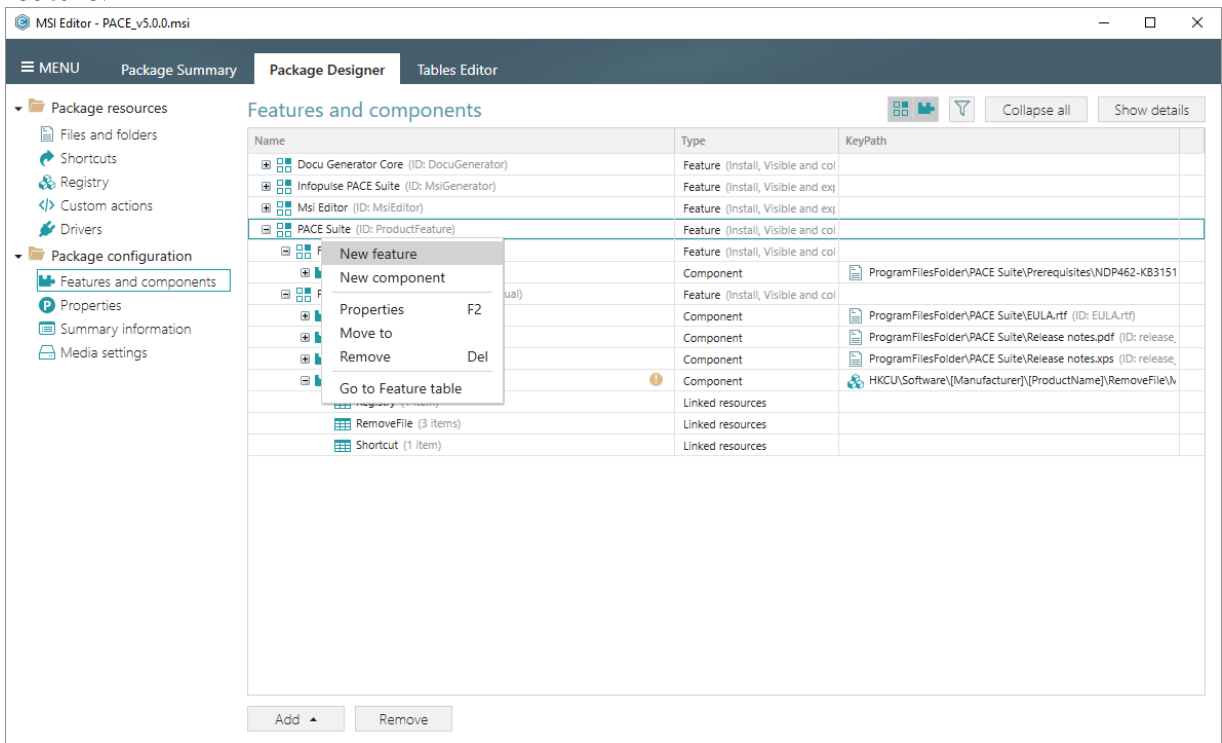 MSI Editor - PACE_v5.0.0.msi
MENU Package Summary Package Designer Tables Editor
Package resources
Files and folders
Shortcuts
Registry
Custom actions
Drivers
Package configuration
Features and components
Properties
Summary information
Media settings
Features and components Collapse all Show details
Name Type KeyPath
Docu Generator Core (ID: DocuGenerator) Feature (Install, Visible and col
Infopulse PACE Suite (ID: MsiGenerator) Feature (Install, Visible and exp
Msi Editor (ID: MsiEditor) Feature (Install, Visible and exp
PACE Suite (ID: ProductFeature) Feature (Install, Visible and col
Feature (Install, Visible and col
Component ProgramFilesFolder\PACE Suite\Prerequisites\NDP462-KB3151
ual) Feature (Install, Visible and col
Component ProgramFilesFolder\PACE Suite\EULA.rtf (ID: EULA.rtf)
Component ProgramFilesFolder\PACE Suite\Release notes.pdf (ID: release_
Component ProgramFilesFolder\PACE Suite\Release notes.xps (ID: release_
Component HKCU\Software\[Manufacturer]\[ProductName]\RemoveFile\M
Registry (1 item) Linked resources
RemoveFile (3 items) Linked resources
Shortcut (1 item) Linked resources
New feature
New component
Properties F2
Move to
Remove Del
Go to Feature table
Add Remove